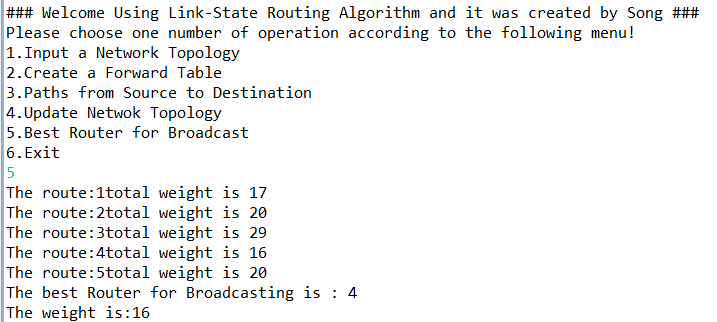 ### Welcome Using Link-State Routing Algorithm and it was created by Song ###
Please choose one number of operation according to the following menu!
1.Input a Network Topology
2.Create a Forward Table
3.Paths from Source to Destination
4.Update Netwok Topology
5.Best Router for Broadcast
6.Exit
5
The route:1total weight is 17
The route:2total weight is 20
The route:3total weight is 29
The route:4total weight is 16
The route:5total weight is 20
The best Router for Broadcasting is : 4
The weight is:16